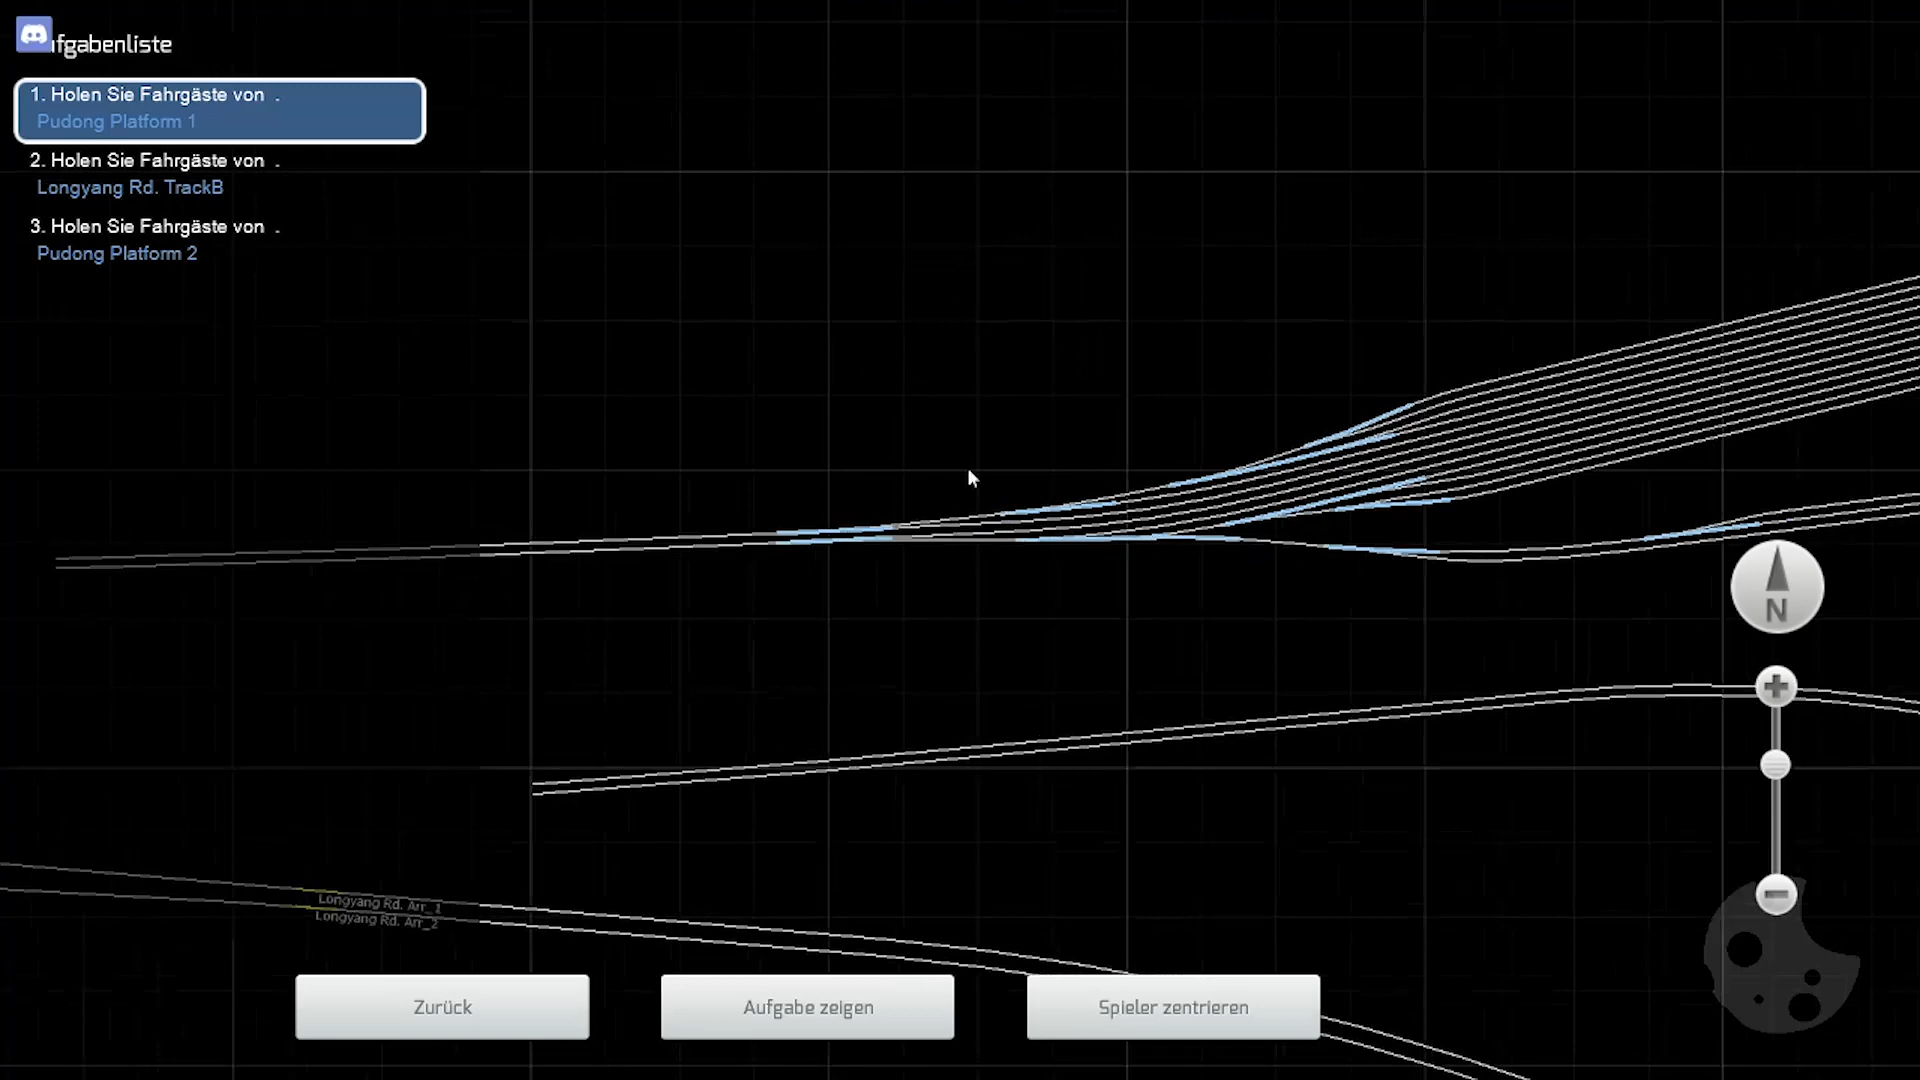 ufgabenliste
1. Holen Sie Fahrgäste von .
Pudong Platform 1
2. Holen Sie Fahrgäste von .
Longyang Rd. TrackB
3. Holen Sie Fahrgäste von .
Pudong Platform 2
N
Longyang Rd. Arr_1
Longyang Rd. Arr_2
Zurück
Aufgabe zeigen
Spieler zentrieren